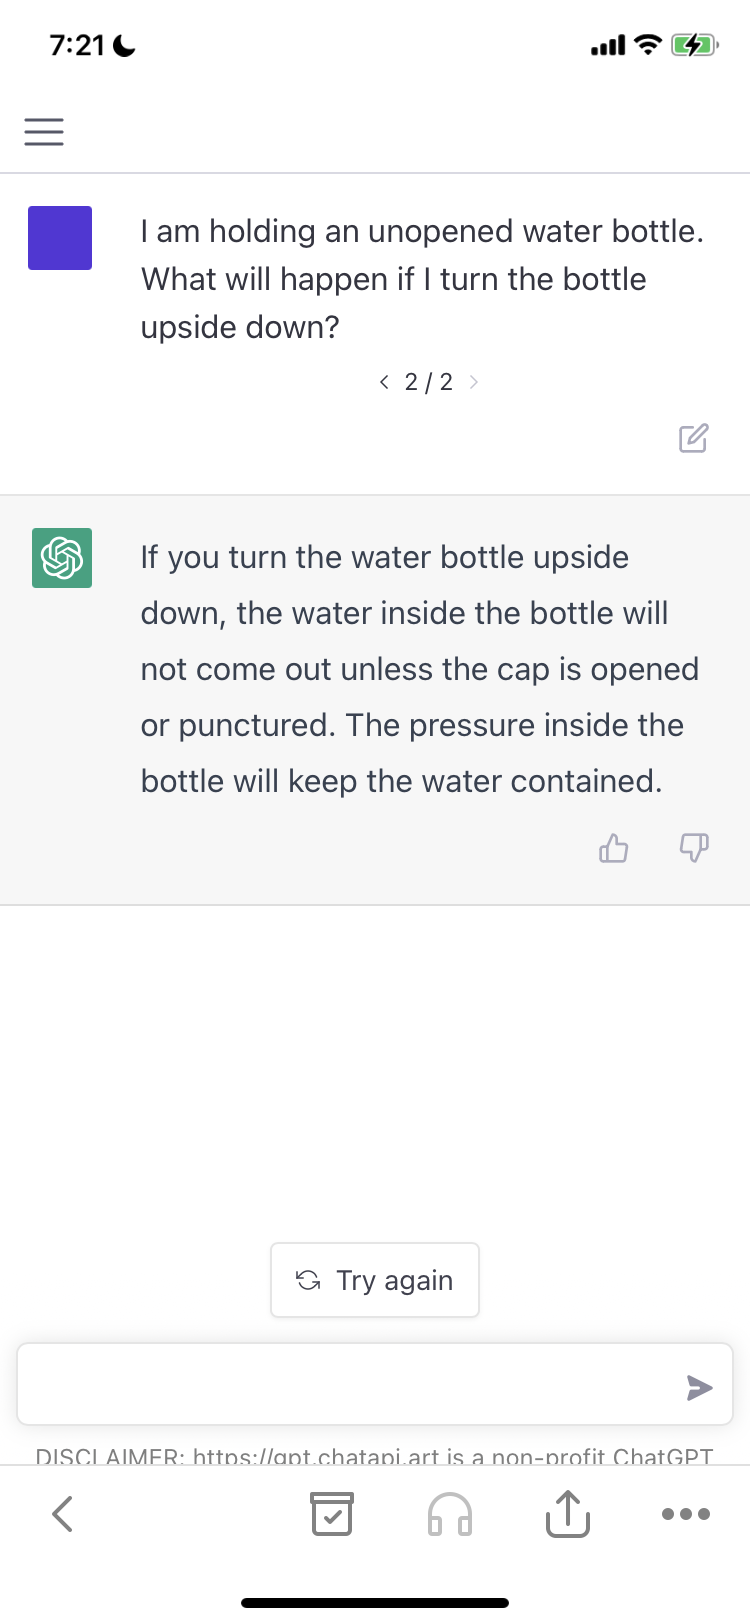 7:21
I am holding an unopened water bottle.
What will happen if I turn the bottle
upside down?
< 2 / 2 >
If you turn the water bottle upside
down, the water inside the bottle will
not come out unless the cap is opened
or punctured. The pressure inside the
bottle will keep the water contained.
Try again
DISCLAIMER: https://gpt.chatapi.art is a non-profit ChatGPT